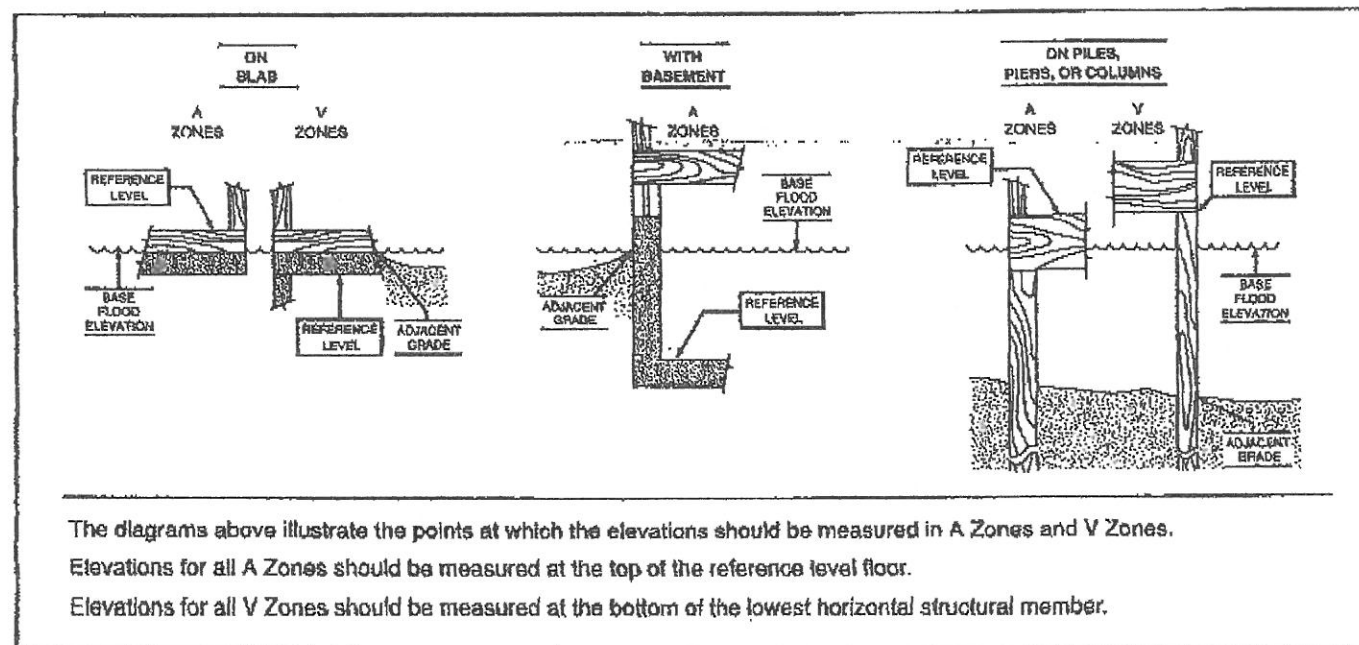 ON
SLAB
A
ZONES
V
ZONES
REFERENCE
LEVEL
BASE
FLOOD
ELEVATION
REFERENCE
LEVEL
ADJACENT
GRADE
WITH
BASEMENT
A
ZONES
BASE
FLOOD
ELEVATION
ADJACENT
GRADE
REFERENCE
LEVEL
ON PILES,
PIERS, OR COLUMNS
A
ZONES
V
ZONES
REFERENCE
LEVEL
REFERENCE
LEVEL
BASE
FLOOD
ELEVATION
ADJACENT
GRADE
The diagrams above illustrate the points at which the elevations should be measured in A Zones and V Zones.
Elevations for all A Zones should be measured at the top of the reference level floor.
Elevations for all V Zones should be measured at the bottom of the lowest horizontal structural member.